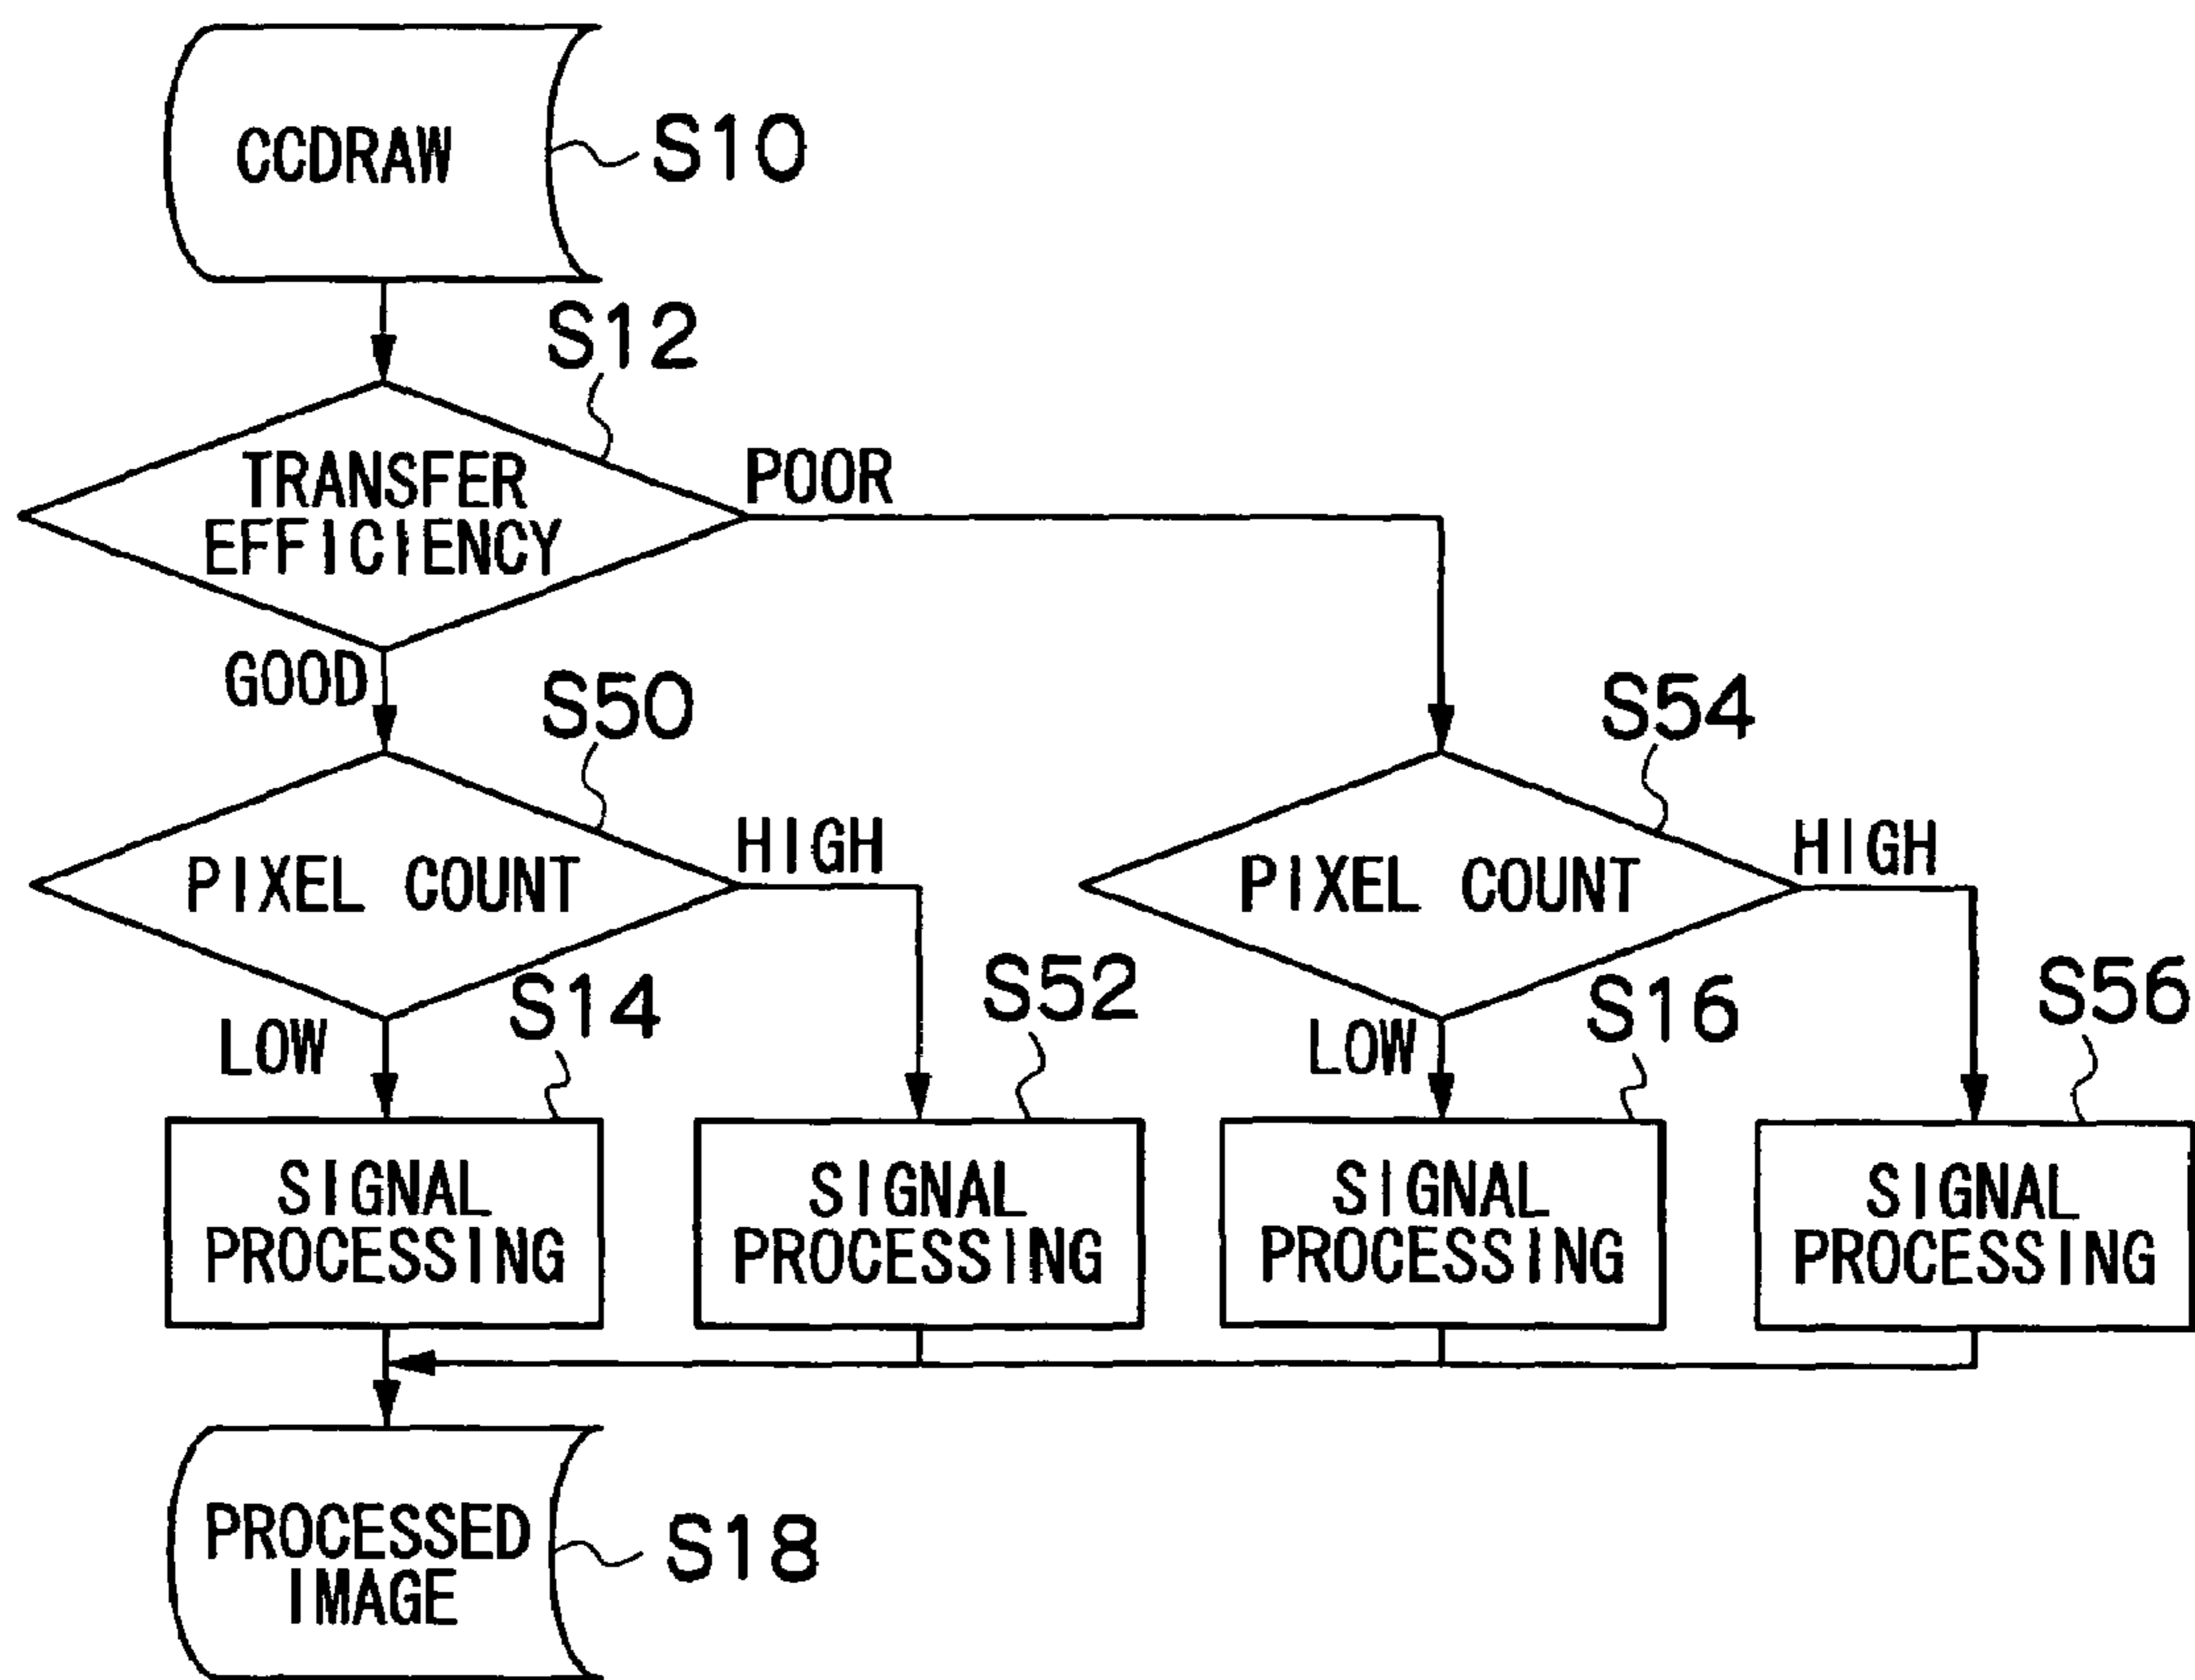 CCDRAW
S10
S12
TRANSFER
EFFICIENCY
POOR
GOOD
S50
S54
PIXEL COUNT
HIGH
PIXEL COUNT
HIGH
LOW
S14
S52
LOW
S16
S56
SIGNAL
PROCESSING
SIGNAL
PROCESSING
SIGNAL
PROCESSING
SIGNAL
PROCESSING
PROCESSED
IMAGE
S18